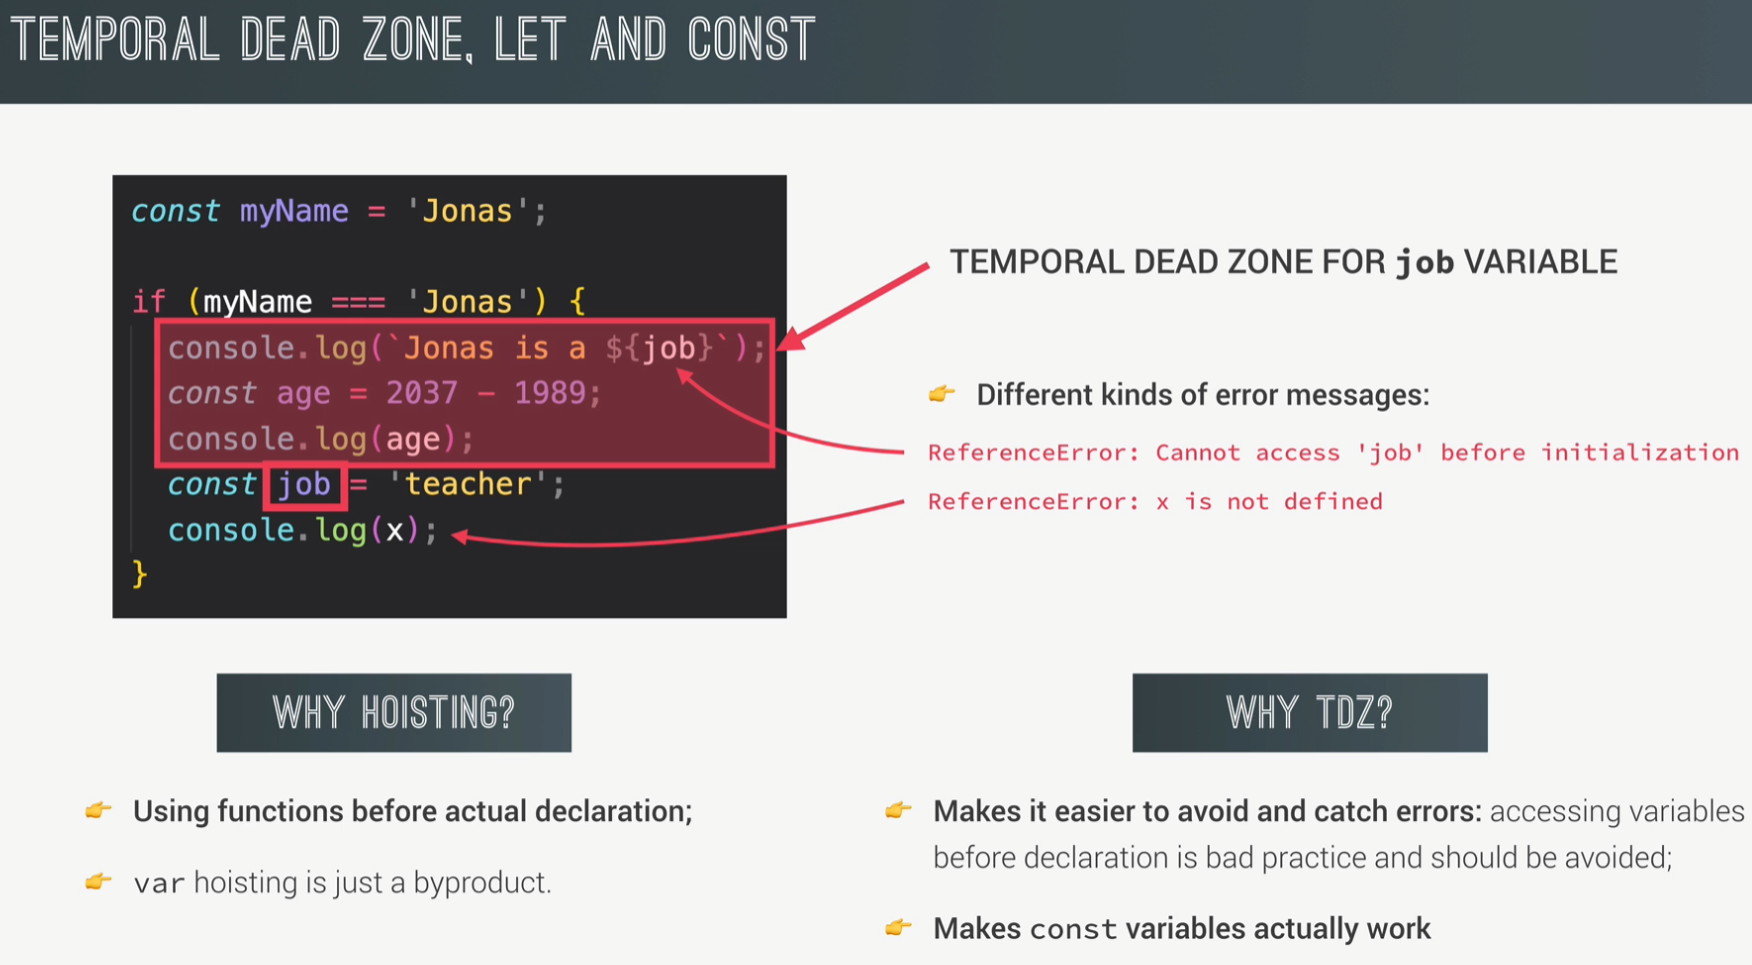 TEMPORAL DEAD ZONE, LET AND CONST
const myName = 'Jonas';
if (myName === 'Jonas') {
console.log(`Jonas is a ${job}`);
const age = 2037 - 1989;
console.log(age);
const job = 'teacher';
console.log(x);
}
TEMPORAL DEAD ZONE FOR job VARIABLE
👉 Different kinds of error messages:
ReferenceError: Cannot access 'job' before initialization
ReferenceError: x is not defined
WHY HOISTING?
👉 Using functions before actual declaration;
👉 var hoisting is just a byproduct.
WHY TDZ?
👉 Makes it easier to avoid and catch errors: accessing variables
before declaration is bad practice and should be avoided;
👉 Makes const variables actually work